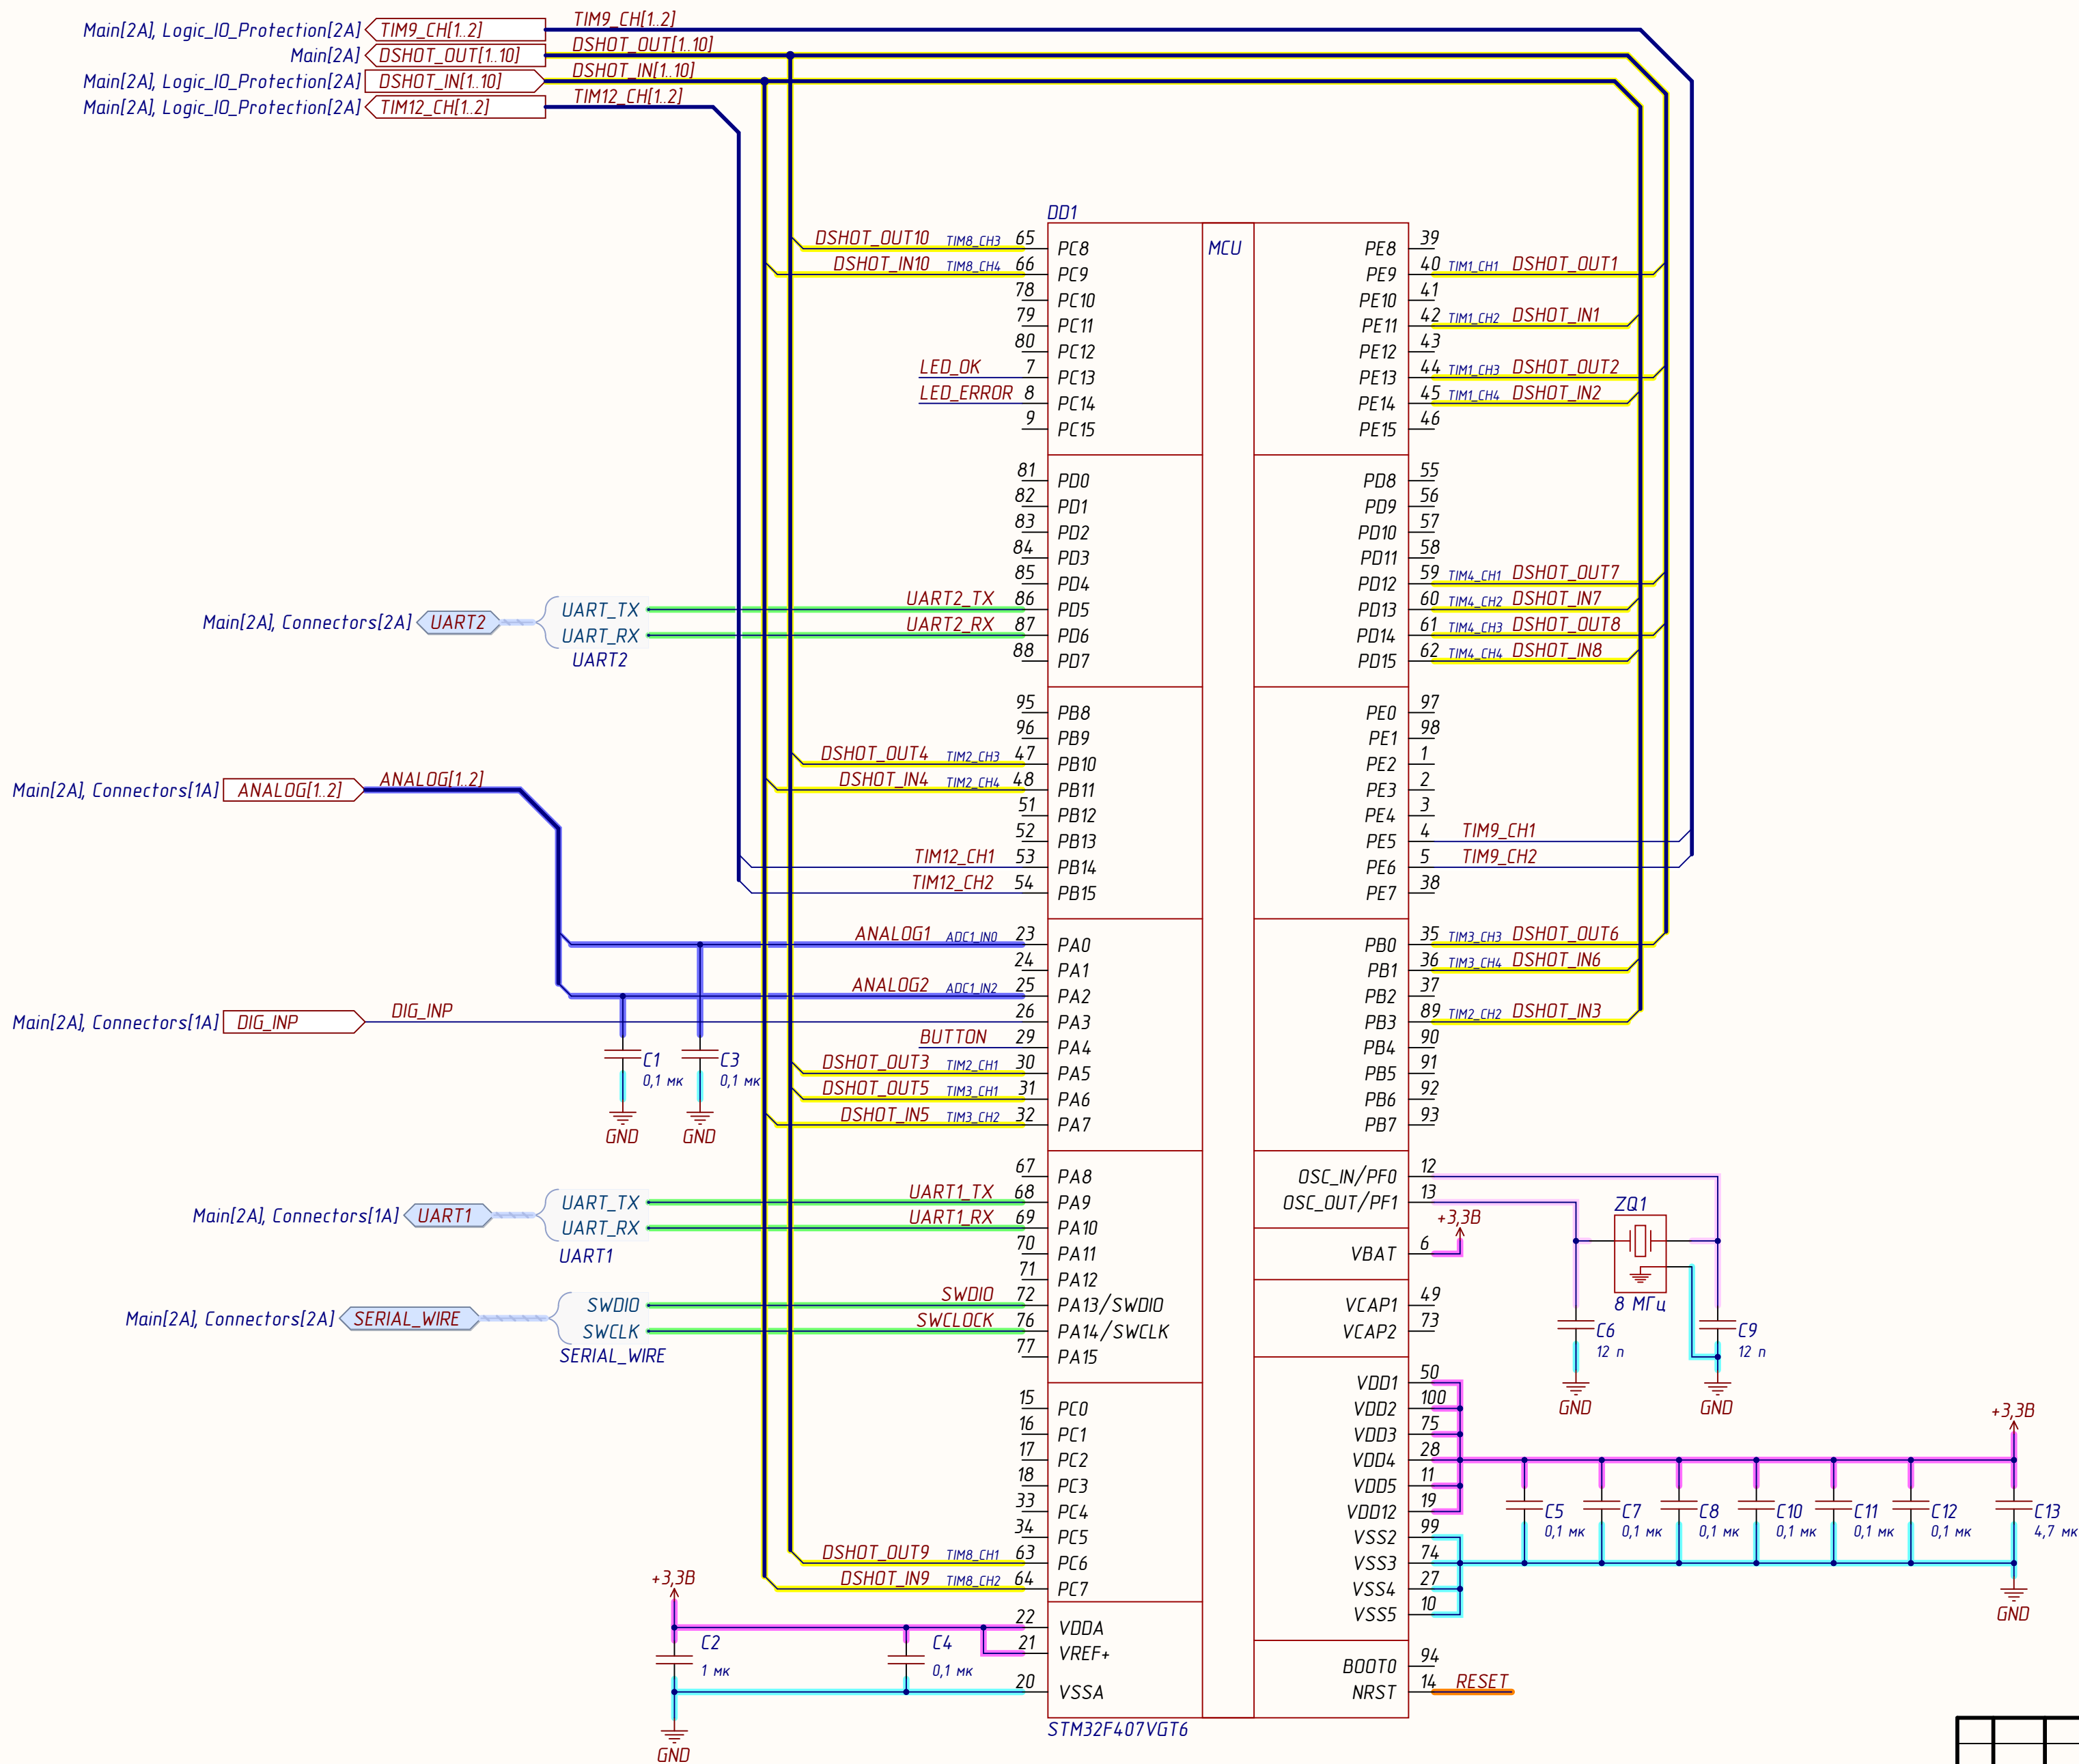 Main[2A], Logic_IO_Protection[2A] TIM9_CH[1..2] TIM9_CH[1..2]
Main[2A] DSHOT_OUT[1..10] DSHOT_OUT[1..10]
Main[2A], Logic_IO_Protection[2A] DSHOT_IN[1..10] DSHOT_IN[1..10]
Main[2A], Logic_IO_Protection[2A] TIM12_CH[1..2] TIM12_CH[1..2]
DD1
MCU
DSHOT_OUT10 TIM8_CH3 65 PC8
DSHOT_IN10 TIM8_CH4 66 PC9
78 PC10
79 PC11
80 PC12
LED_OK 7 PC13
LED_ERROR 8 PC14
9 PC15
PE8 39
PE9 40 TIM1_CH1 DSHOT_OUT1
PE10 41
PE11 42 TIM1_CH2 DSHOT_IN1
PE12 43
PE13 44 TIM1_CH3 DSHOT_OUT2
PE14 45 TIM1_CH4 DSHOT_IN2
PE15 46
81 PD0
82 PD1
83 PD2
84 PD3
85 PD4
UART2_TX 86 PD5
UART2_RX 87 PD6
88 PD7
Main[2A], Connectors[2A] UART2
UART_TX
UART_RX
UART2
PD8 55
PD9 56
PD10 57
PD11 58
PD12 59 TIM4_CH1 DSHOT_OUT7
PD13 60 TIM4_CH2 DSHOT_IN7
PD14 61 TIM4_CH3 DSHOT_OUT8
PD15 62 TIM4_CH4 DSHOT_IN8
95 PB8
96 PB9
DSHOT_OUT4 TIM2_CH3 47 PB10
DSHOT_IN4 TIM2_CH4 48 PB11
51 PB12
52 PB13
TIM12_CH1 53 PB14
TIM12_CH2 54 PB15
Main[2A], Connectors[1A] ANALOG[1..2] ANALOG[1..2]
PE0 97
PE1 98
PE2 1
PE3 2
PE4 3
PE5 4 TIM9_CH1
PE6 5 TIM9_CH2
PE7 38
ANALOG1 ADC1_IN0 23 PA0
24 PA1
ANALOG2 ADC1_IN2 25 PA2
Main[2A], Connectors[1A] DIG_INP DIG_INP 26 PA3
BUTTON 29 PA4
DSHOT_OUT3 TIM2_CH1 30 PA5
DSHOT_OUT5 TIM3_CH1 31 PA6
DSHOT_IN5 TIM3_CH2 32 PA7
C1 C3
0,1 мк 0,1 мк
GND GND
PB0 35 TIM3_CH3 DSHOT_OUT6
PB1 36 TIM3_CH4 DSHOT_IN6
PB2 37
PB3 89 TIM2_CH2 DSHOT_IN3
PB4 90
PB5 91
PB6 92
PB7 93
67 PA8
UART1_TX 68 PA9
UART1_RX 69 PA10
70 PA11
71 PA12
SWDIO 72 PA13/SWDIO
SWCLOCK 76 PA14/SWCLK
77 PA15
Main[2A], Connectors[1A] UART1
UART_TX
UART_RX
UART1
Main[2A], Connectors[2A] SERIAL_WIRE
SWDIO
SWCLK
SERIAL_WIRE
OSC_IN/PF0 12
OSC_OUT/PF1 13
+3,3В
VBAT 6
VCAP1 49
VCAP2 73
ZQ1
8 МГц
C6 C9
12 п 12 п
GND GND
15 PC0
16 PC1
17 PC2
18 PC3
33 PC4
34 PC5
DSHOT_OUT9 TIM8_CH1 63 PC6
DSHOT_IN9 TIM8_CH2 64 PC7
VDD1 50
VDD2 100
VDD3 75
VDD4 28
VDD5 11
VDD12 19
VSS2 99
VSS3 74
VSS4 27
VSS5 10
+3,3В
C5 C7 C8 C10 C11 C12 C13
0,1 мк 0,1 мк 0,1 мк 0,1 мк 0,1 мк 0,1 мк 4,7 мк
GND
+3,3В
22 VDDA
21 VREF+
20 VSSA
C2 C4
1 мк 0,1 мк
GND
BOOT0 94
NRST 14 RESET
STM32F407VGT6